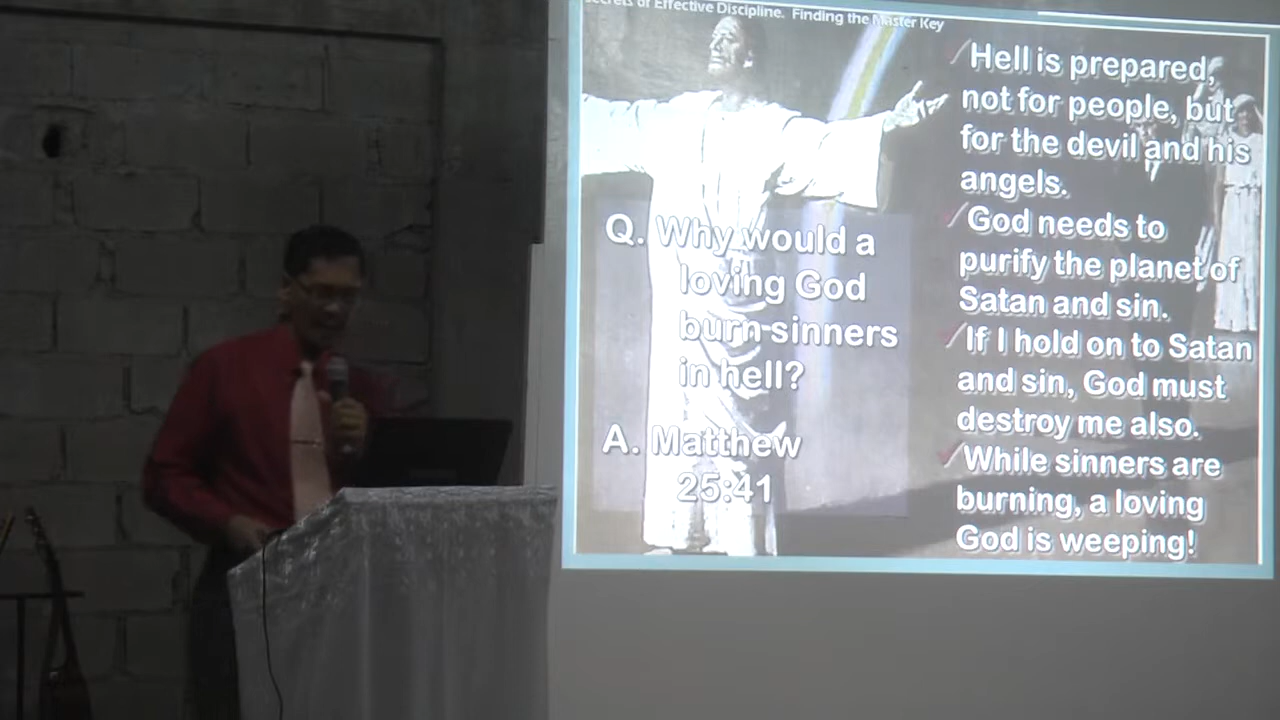 Secrets of Effective Discipline. Finding the Master Key
Q. Why would a
loving God
burn sinners
in hell?
A. Matthew
25:41
✓Hell is prepared,
not for people, but
for the devil and his
angels.
✓God needs to
purify the planet of
Satan and sin.
✓If I hold on to Satan
and sin, God must
destroy me also.
✓While sinners are
burning, a loving
God is weeping!